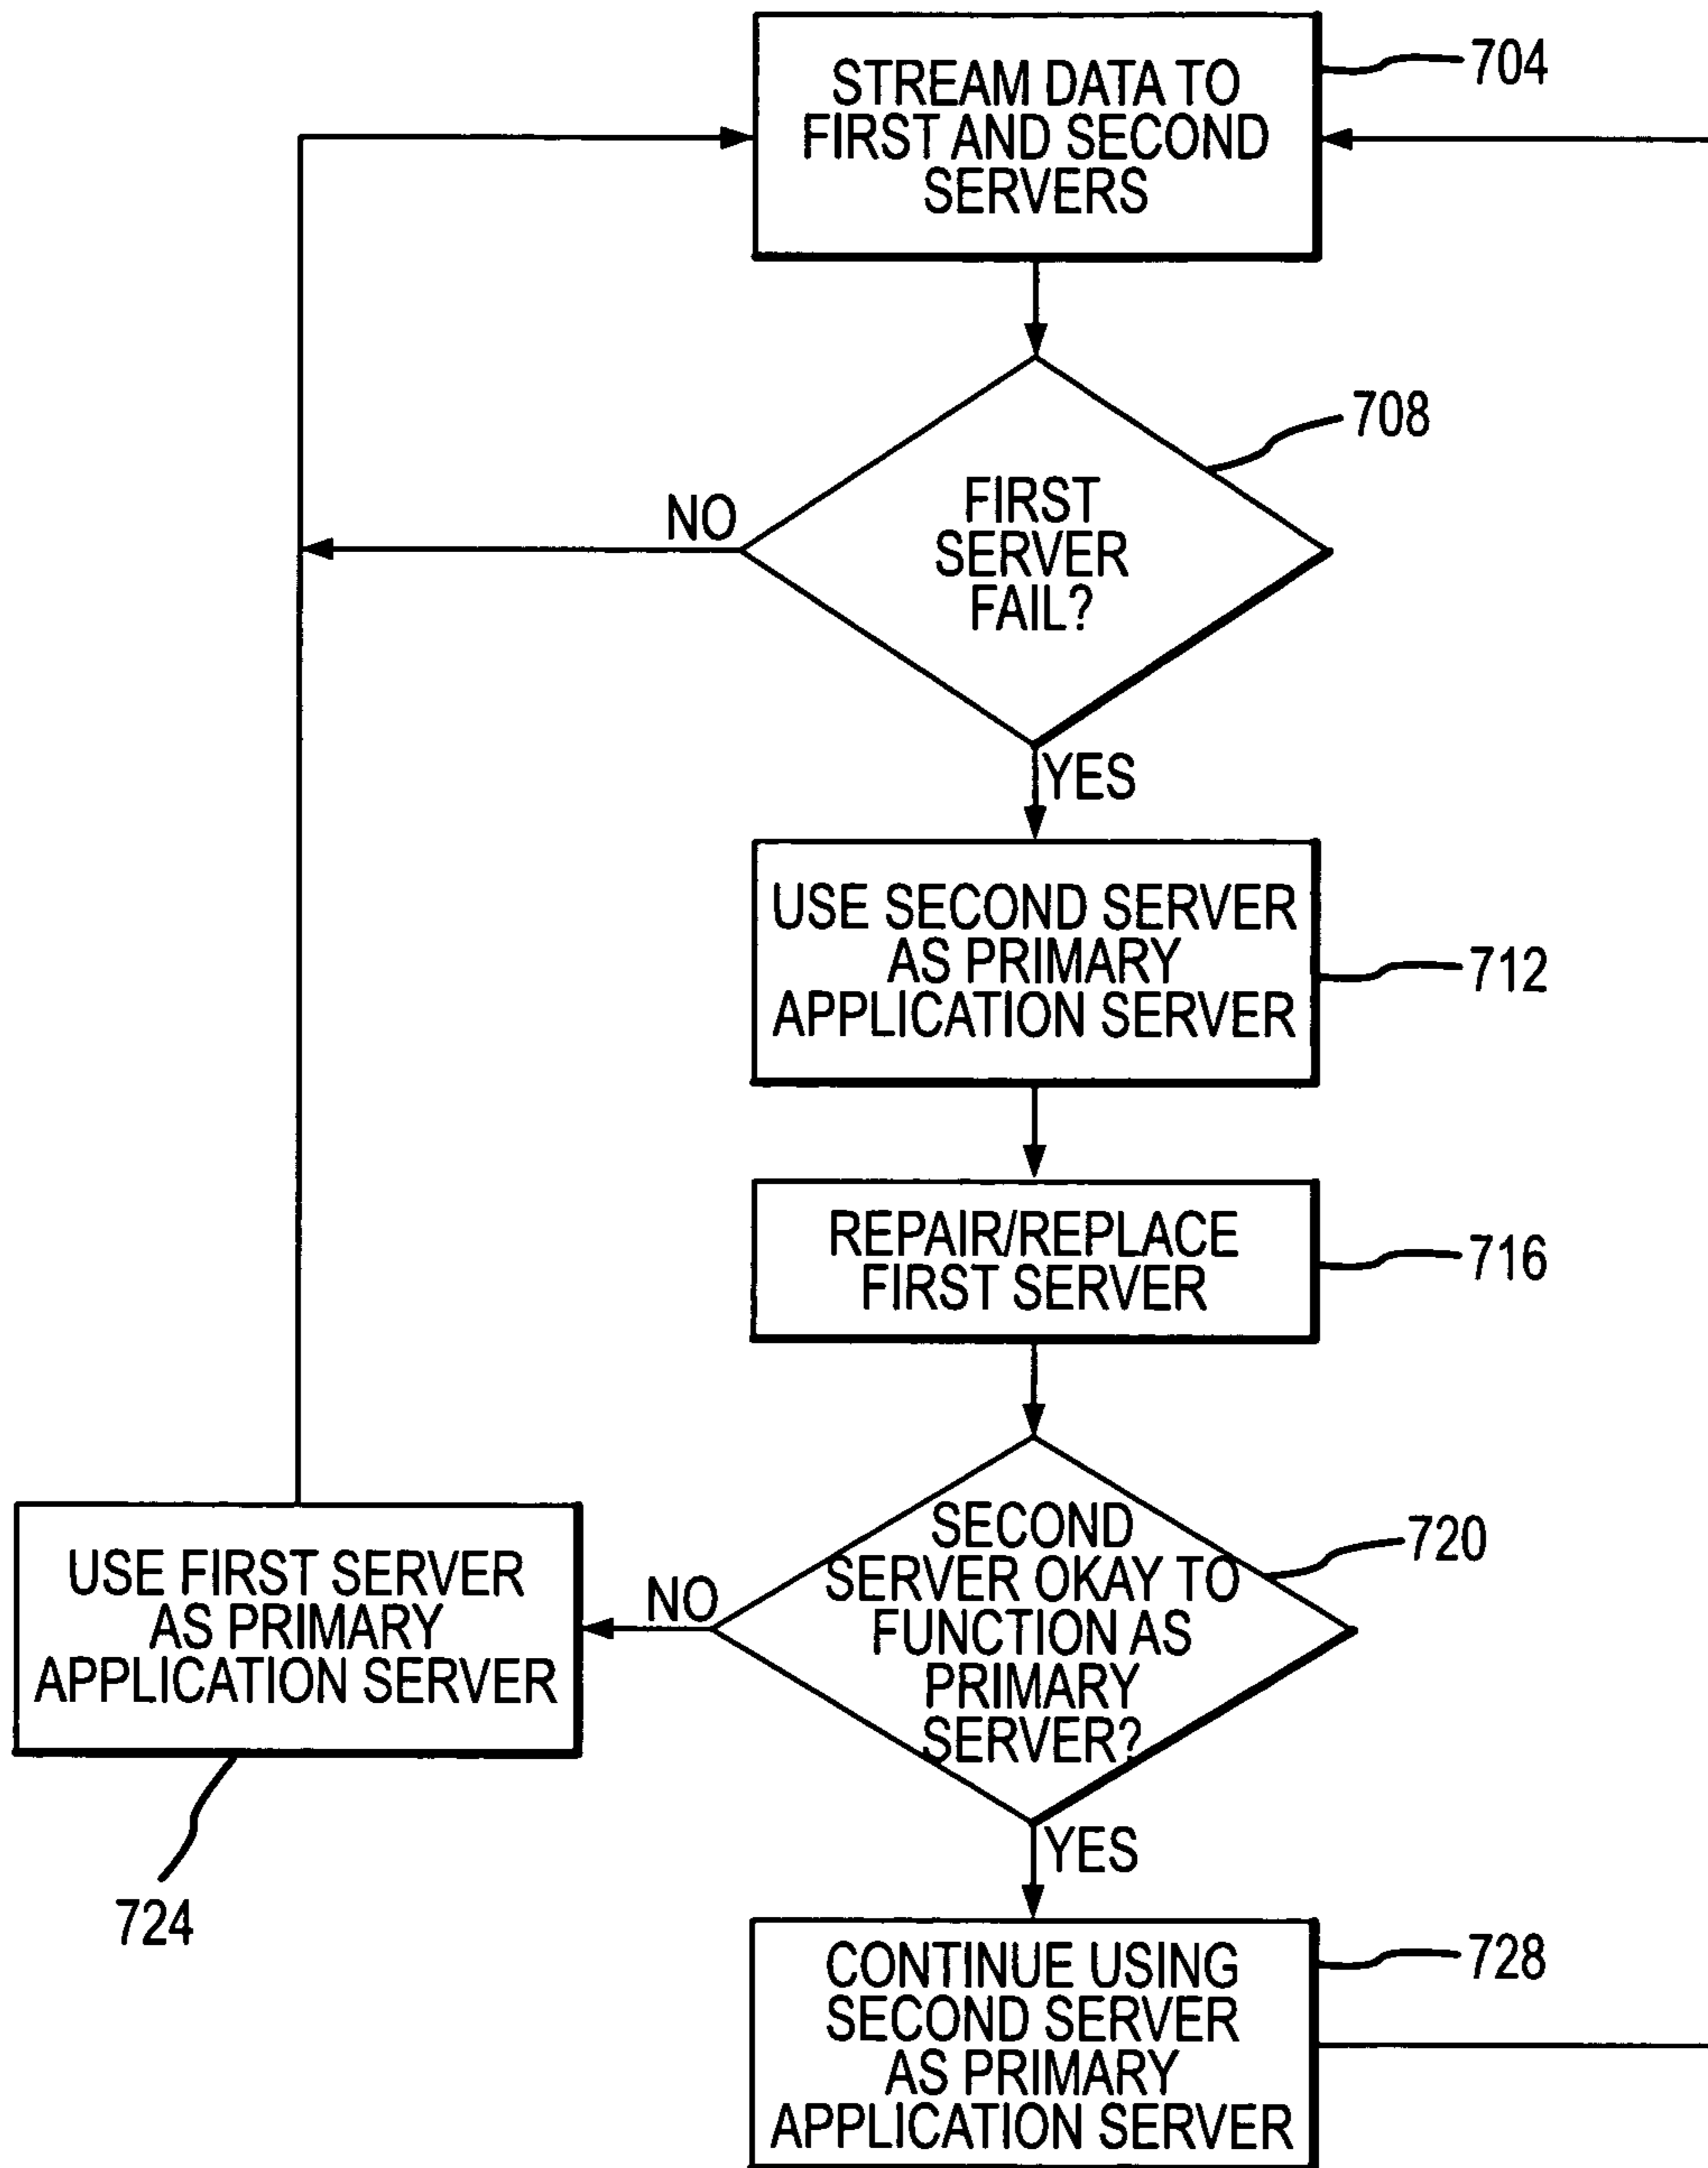 STREAM DATA TO
FIRST AND SECOND
SERVERS
704
708
FIRST
SERVER
FAIL?
NO
YES
USE SECOND SERVER
AS PRIMARY
APPLICATION SERVER
712
REPAIR/REPLACE
FIRST SERVER
716
SECOND
SERVER OKAY TO
FUNCTION AS
PRIMARY
SERVER?
720
NO
USE FIRST SERVER
AS PRIMARY
APPLICATION SERVER
724
YES
CONTINUE USING
SECOND SERVER
AS PRIMARY
APPLICATION SERVER
728